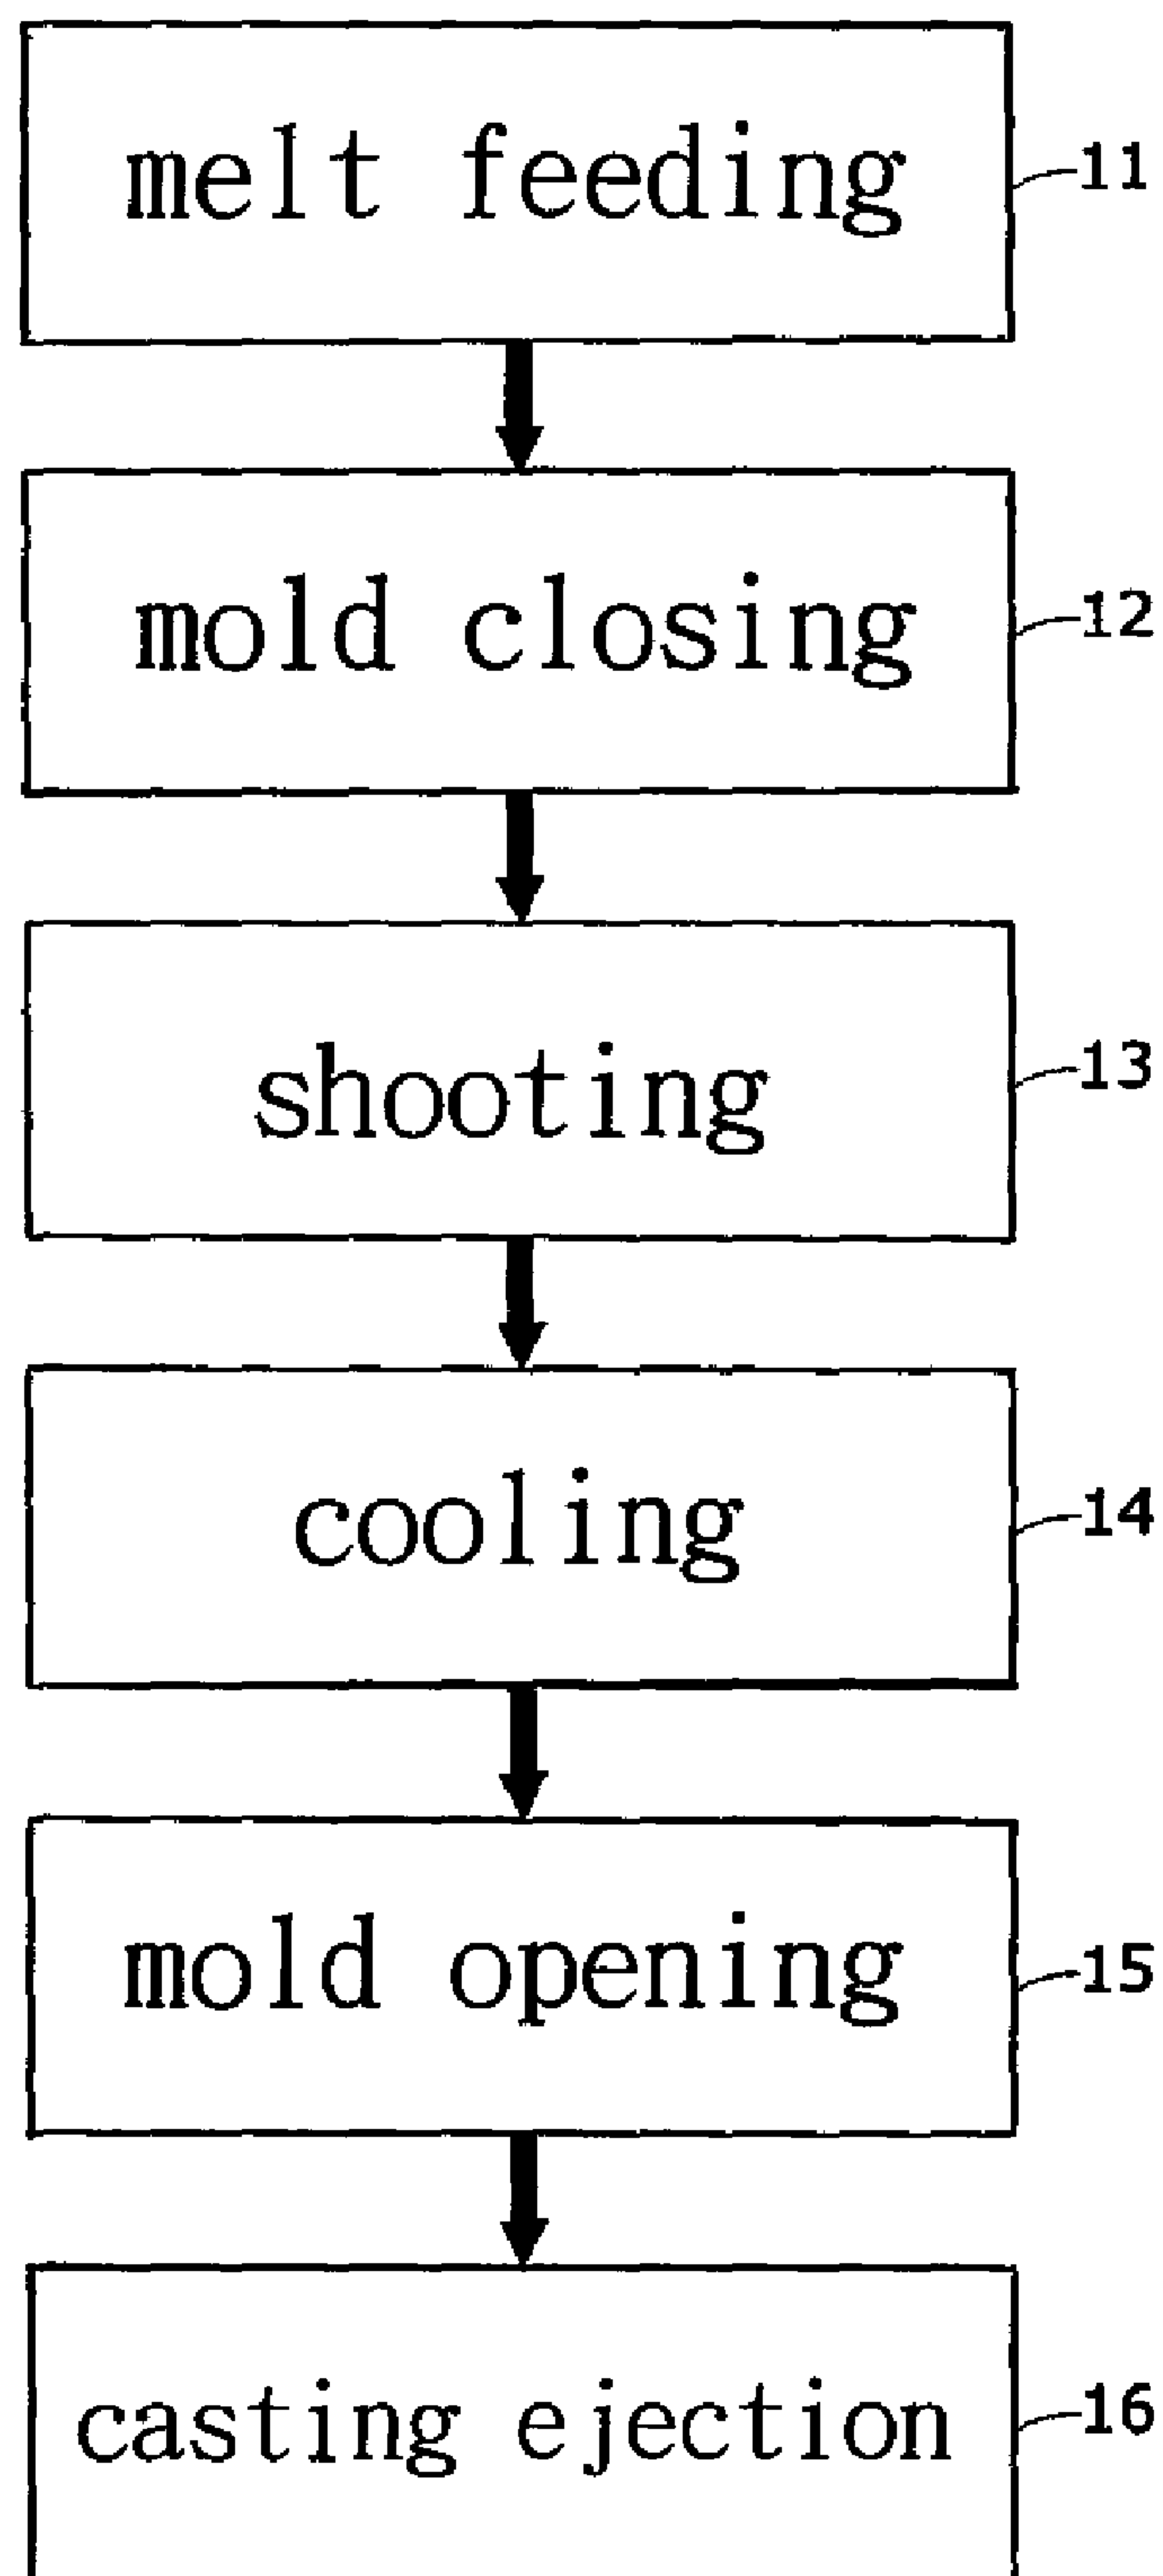 melt feeding
11
mold closing
12
shooting
13
cooling
14
mold opening
15
casting ejection
16